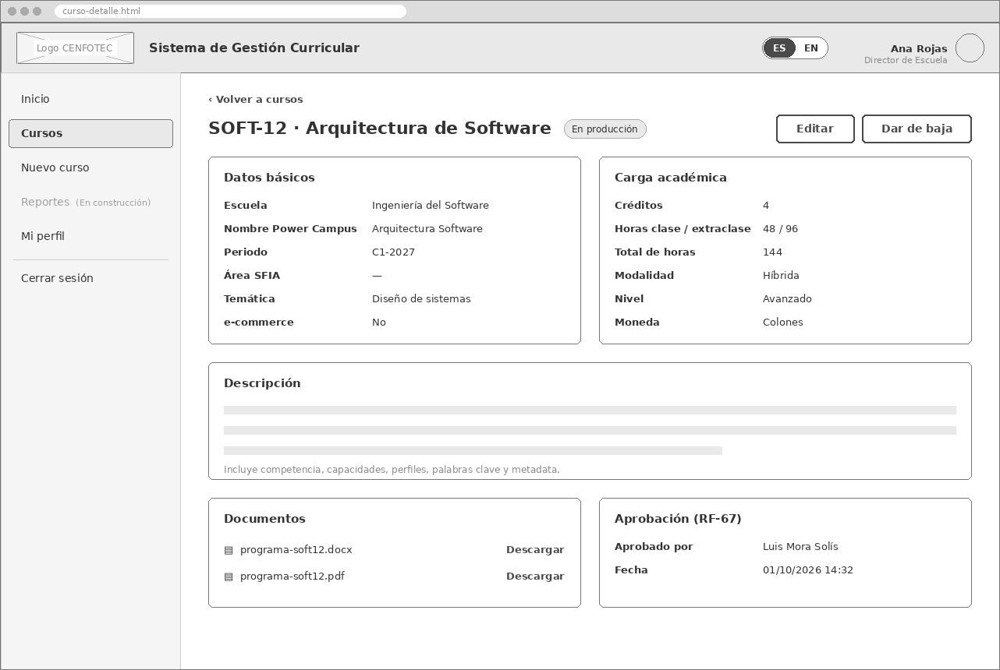 curso-detalle.html
Logo CENFOTEC
Sistema de Gestión Curricular
ES EN
Ana Rojas
Director de Escuela
Inicio
Cursos
Nuevo curso
Reportes (En construcción)
Mi perfil
Cerrar sesión
‹ Volver a cursos
SOFT-12 · Arquitectura de Software
En producción
Editar
Dar de baja
Datos básicos
Escuela Ingeniería del Software
Nombre Power Campus Arquitectura Software
Periodo C1-2027
Área SFIA —
Temática Diseño de sistemas
e-commerce No
Carga académica
Créditos 4
Horas clase / extraclase 48 / 96
Total de horas 144
Modalidad Híbrida
Nivel Avanzado
Moneda Colones
Descripción
Incluye competencia, capacidades, perfiles, palabras clave y metadata.
Documentos
programa-soft12.docx Descargar
programa-soft12.pdf Descargar
Aprobación (RF-67)
Aprobado por Luis Mora Solís
Fecha 01/10/2026 14:32